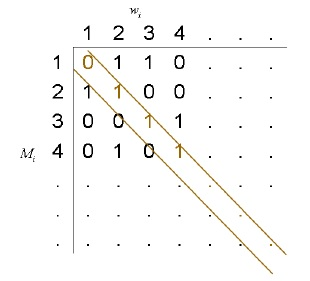 w_i
1 2 3 4 . . .
1 0 1 1 0 . . .
2 1 1 0 0 . . .
3 0 0 1 1 . . .
M_i 4 0 1 0 1 . . .
. . . . . . . .
. . . . . . . .
. . . . . . . .